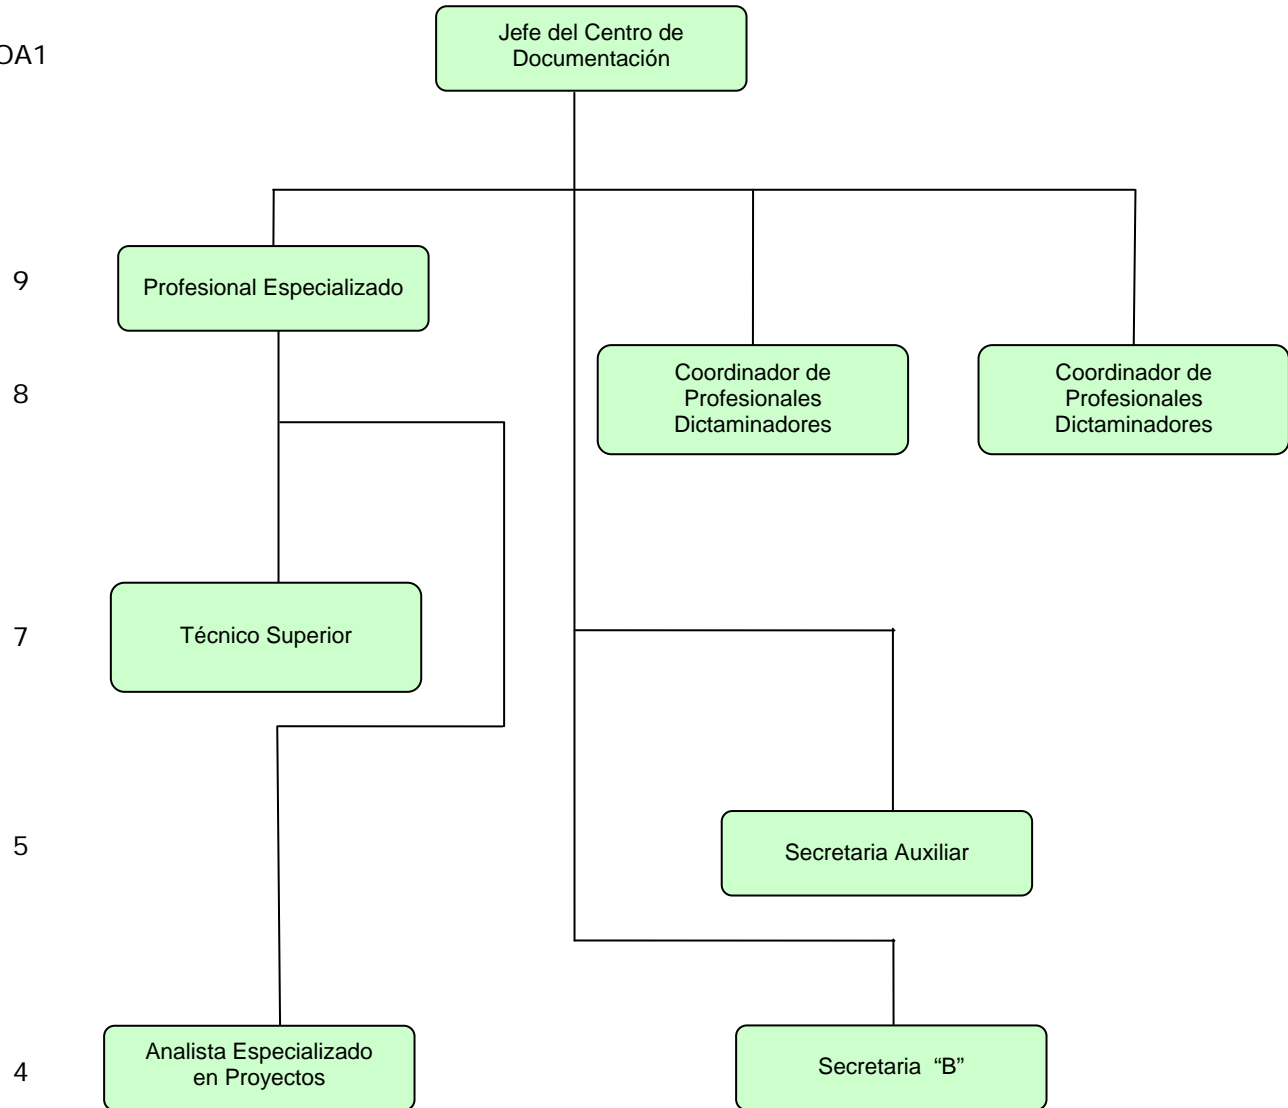 Jefe del Centro de
Documentación
OA1
9
Profesional Especializado
8
Coordinador de
Profesionales
Dictaminadores
Coordinador de
Profesionales
Dictaminadores
7
Técnico Superior
5
Secretaria Auxiliar
4
Analista Especializado
en Proyectos
Secretaria “B”